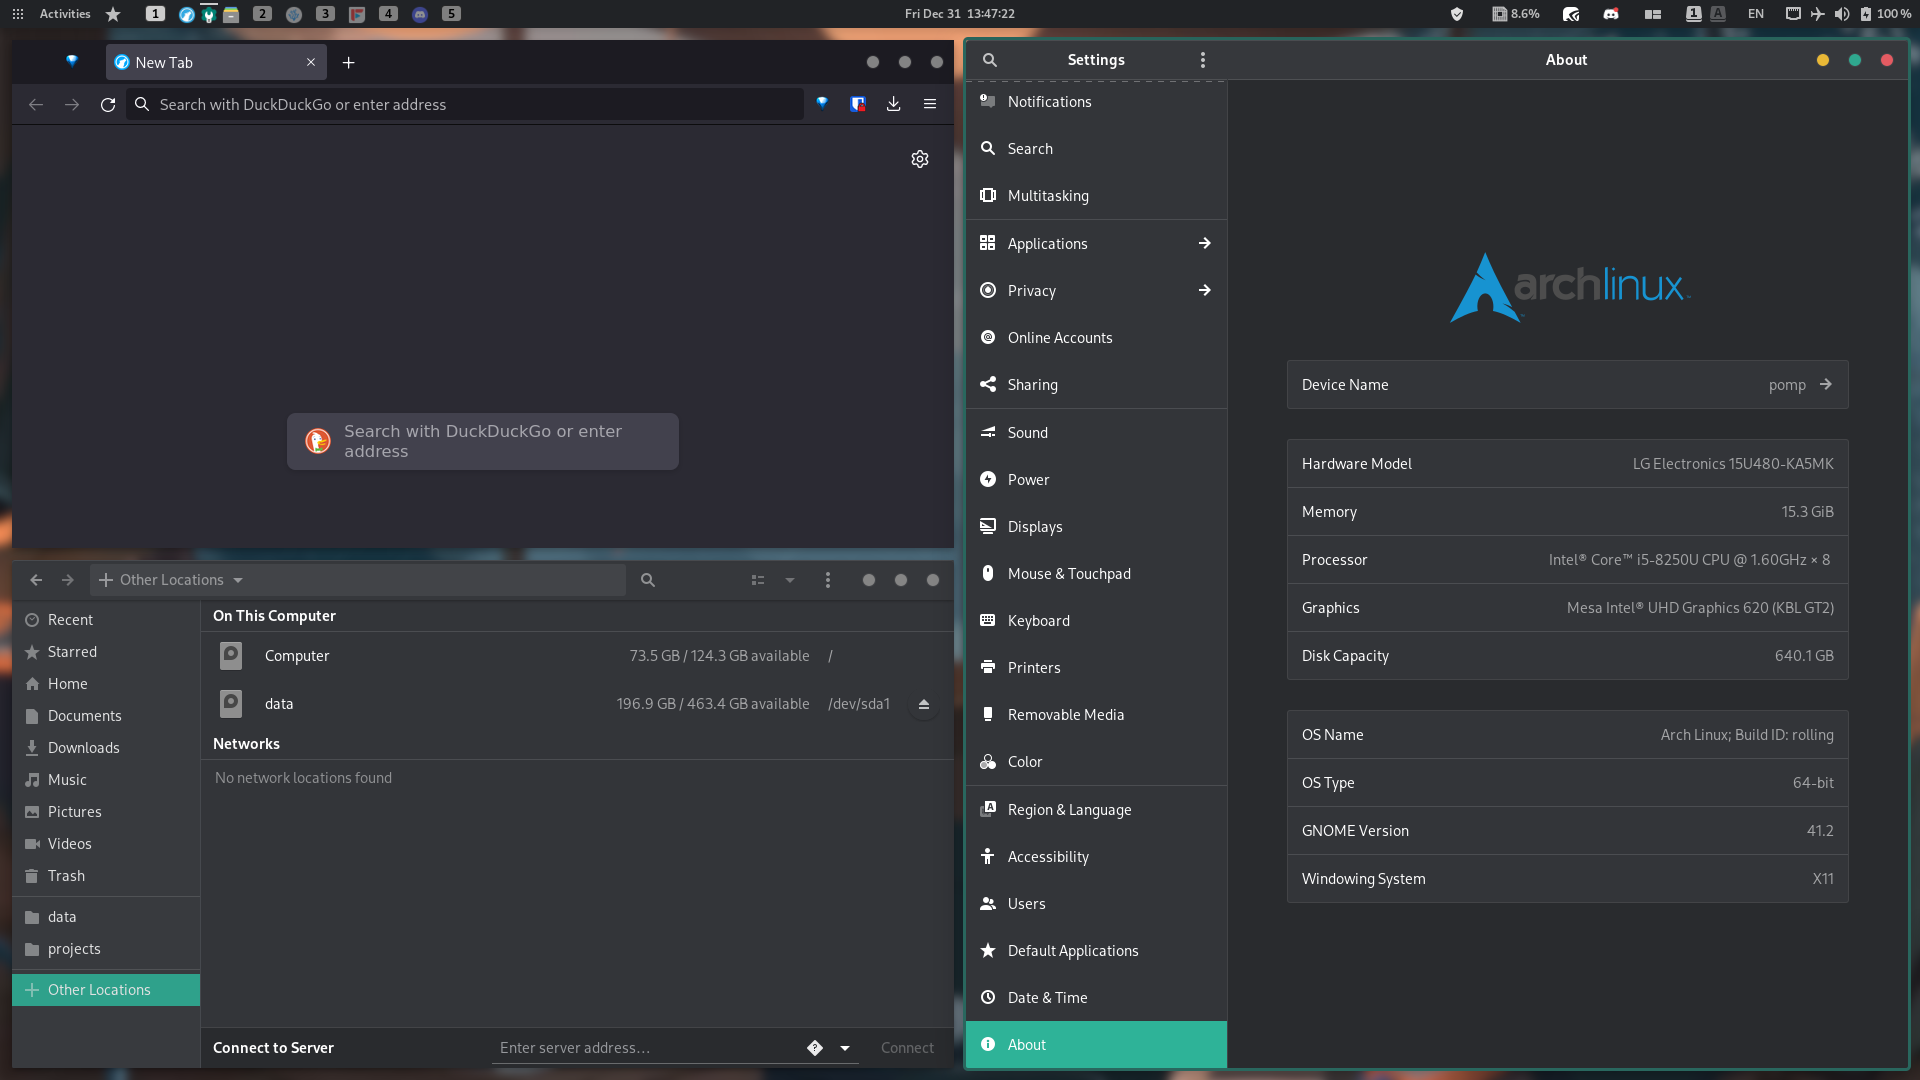 Activities
1
2
3
4
5
Fri Dec 31 13:47:22
8.6%
1
A
EN
100 %
New Tab
Search with DuckDuckGo or enter address
Search with DuckDuckGo or enter
address
Other Locations
Recent
Starred
Home
Documents
Downloads
Music
Pictures
Videos
Trash
data
projects
Other Locations
On This Computer
Computer 73.5 GB / 124.3 GB available /
data 196.9 GB / 463.4 GB available /dev/sda1
Networks
No network locations found
Connect to Server Enter server address… Connect
Settings
Notifications
Search
Multitasking
Applications
Privacy
Online Accounts
Sharing
Sound
Power
Displays
Mouse & Touchpad
Keyboard
Printers
Removable Media
Color
Region & Language
Accessibility
Users
Default Applications
Date & Time
About
About
archlinux
Device Name pomp
Hardware Model LG Electronics 15U480-KA5MK
Memory 15.3 GiB
Processor Intel® Core™ i5-8250U CPU @ 1.60GHz × 8
Graphics Mesa Intel® UHD Graphics 620 (KBL GT2)
Disk Capacity 640.1 GB
OS Name Arch Linux; Build ID: rolling
OS Type 64-bit
GNOME Version 41.2
Windowing System X11